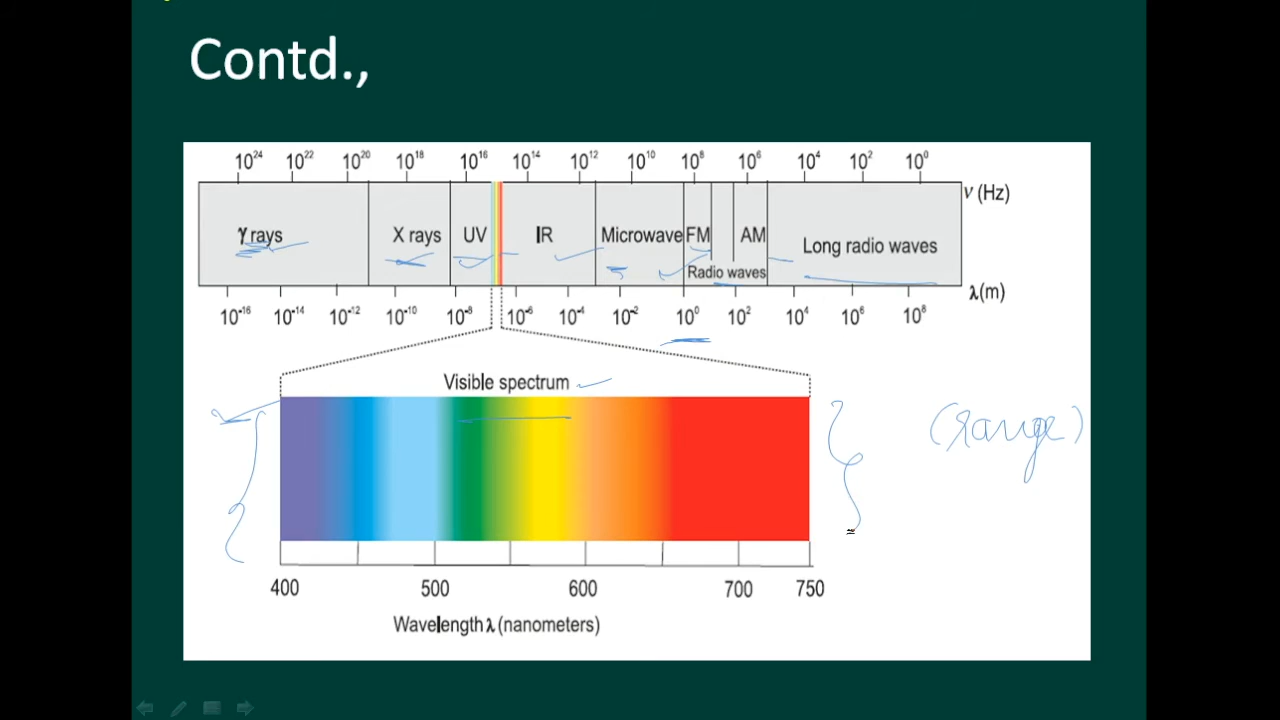 Contd.,
10²⁴ 10²² 10²⁰ 10¹⁸ 10¹⁶ 10¹⁴ 10¹² 10¹⁰ 10⁸ 10⁶ 10⁴ 10² 10⁰
ν (Hz)
γ rays X rays UV IR Microwave FM AM Long radio waves
Radio waves
λ(m)
10⁻¹⁶ 10⁻¹⁴ 10⁻¹² 10⁻¹⁰ 10⁻⁸ 10⁻⁶ 10⁻⁴ 10⁻² 10⁰ 10² 10⁴ 10⁶ 10⁸
Visible spectrum
(range)
400 500 600 700 750
Wavelength λ (nanometers)